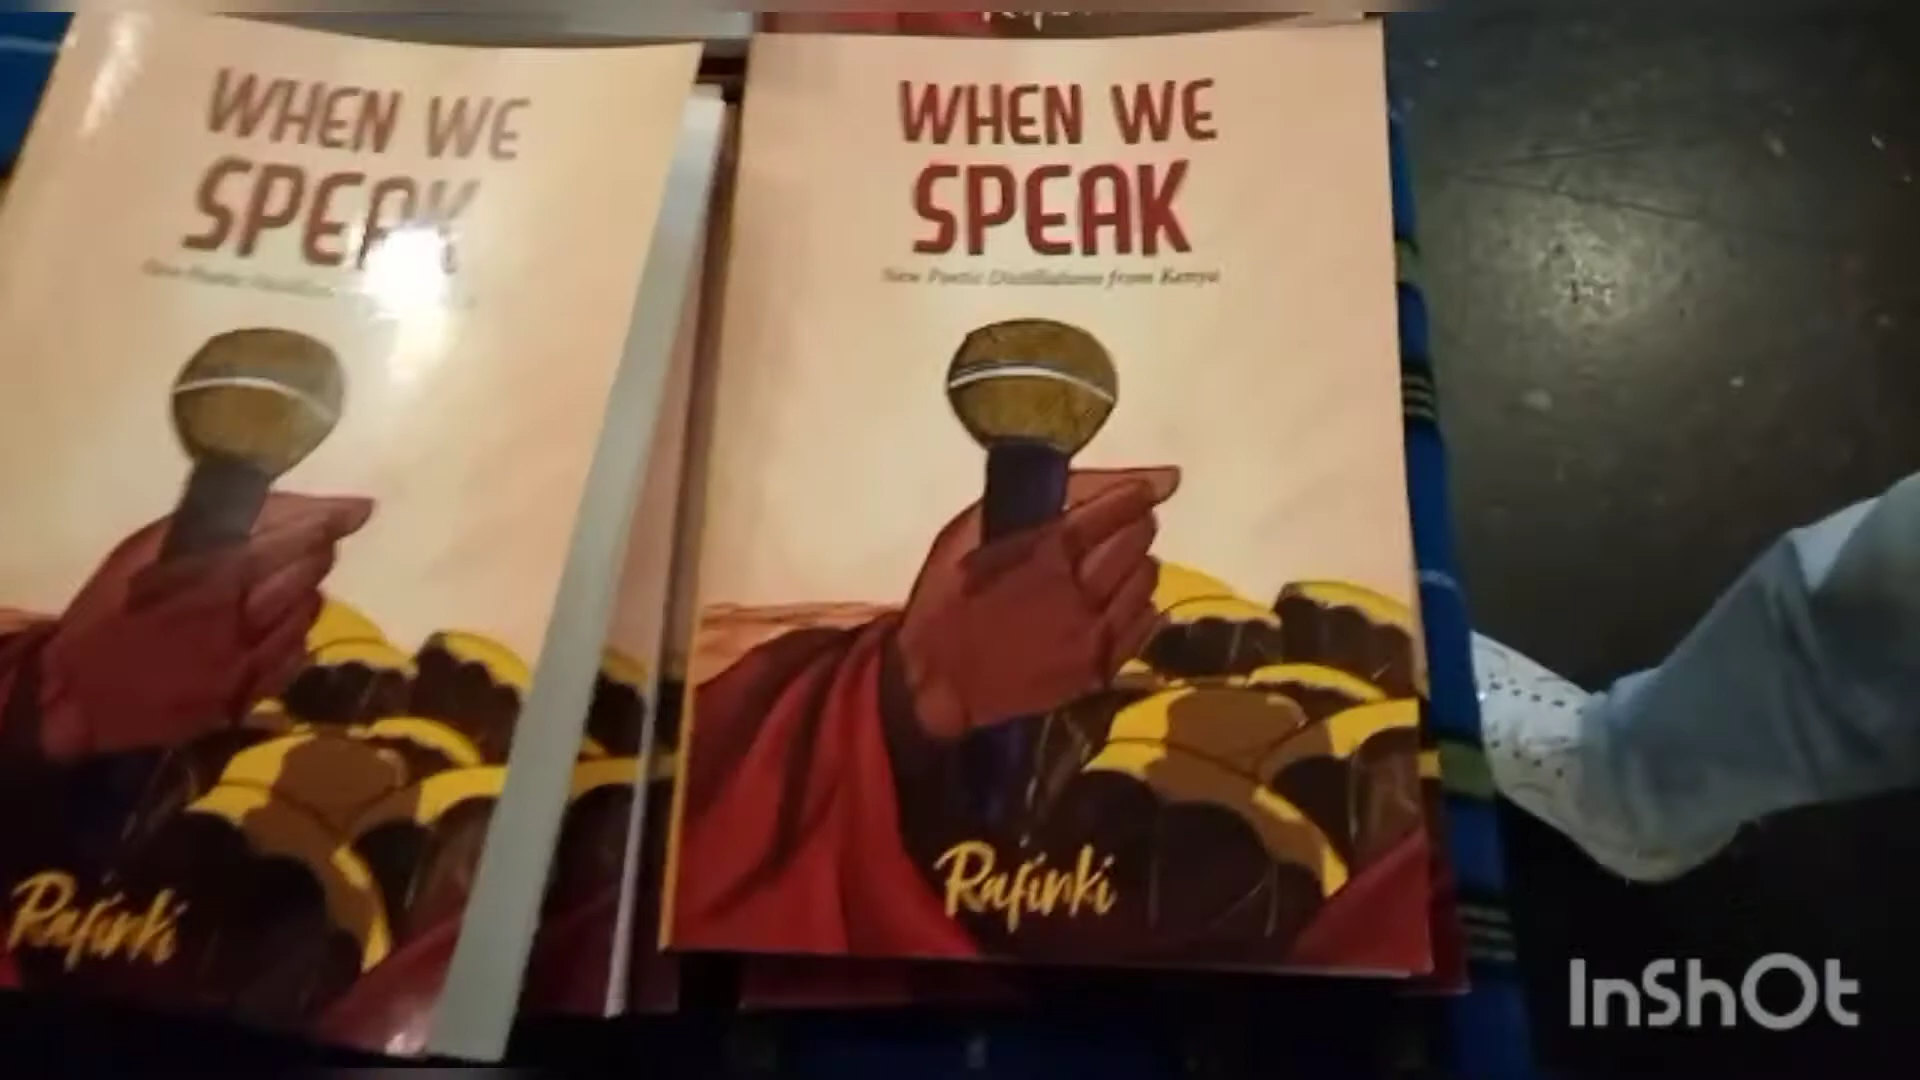 WHEN WE
SPEAK
Rafinki
WHEN WE
SPEAK
New Poetic Distillations from Kenya
Rafinki
InShOt